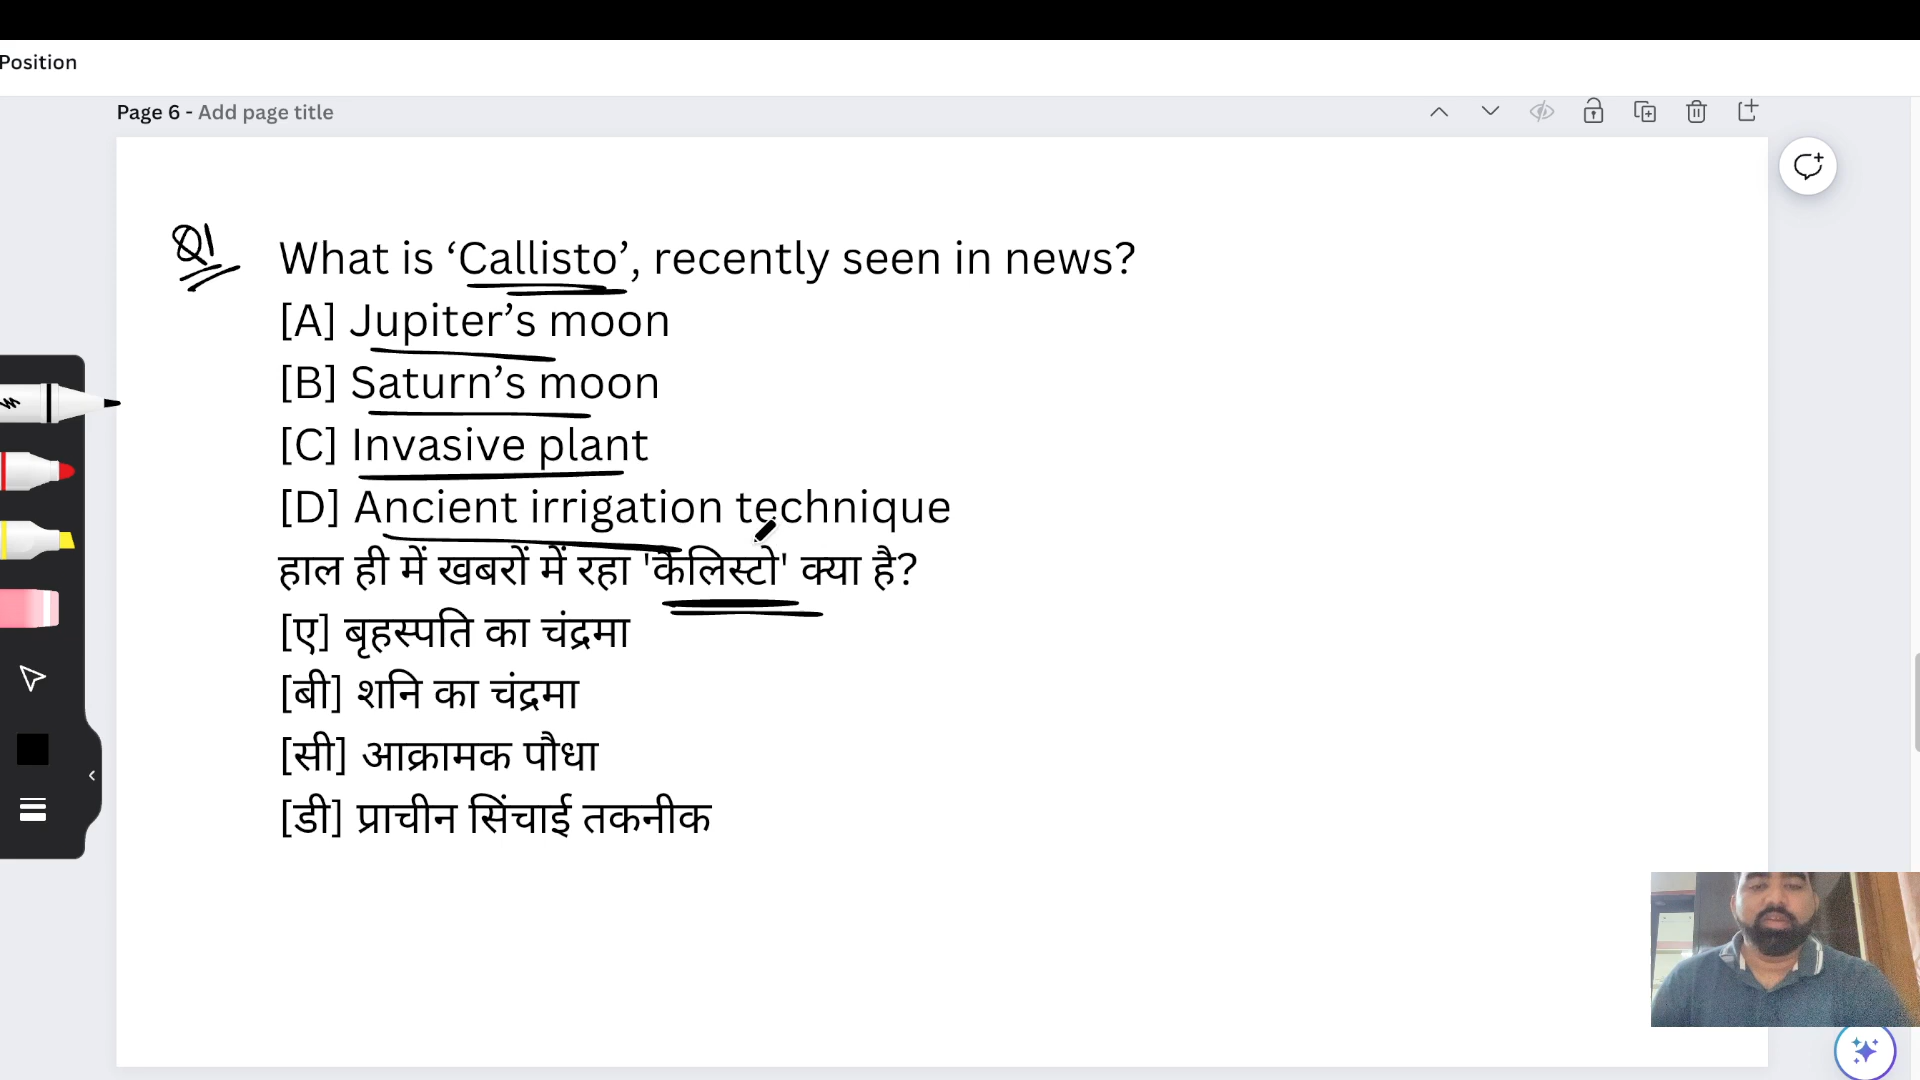 Position
Page 6 - Add page title
Q1
What is ‘Callisto’, recently seen in news?
[A] Jupiter’s moon
[B] Saturn’s moon
[C] Invasive plant
[D] Ancient irrigation technique
हाल ही में खबरों में रहा 'कैलिस्टो' क्या है?
[ए] बृहस्पति का चंद्रमा
[बी] शनि का चंद्रमा
[सी] आक्रामक पौधा
[डी] प्राचीन सिंचाई तकनीक